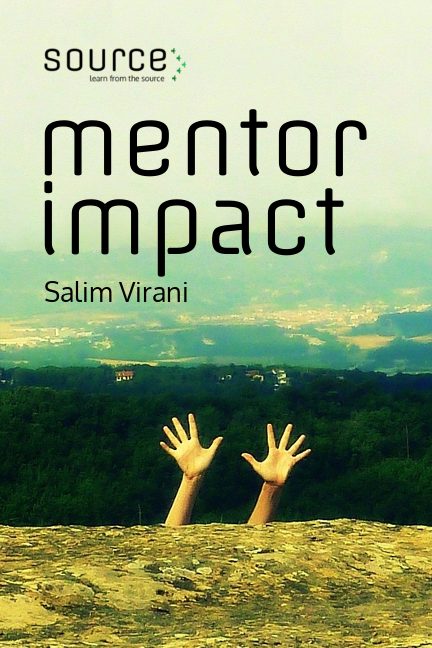 source
learn from the source
mentor
impact
Salim Virani